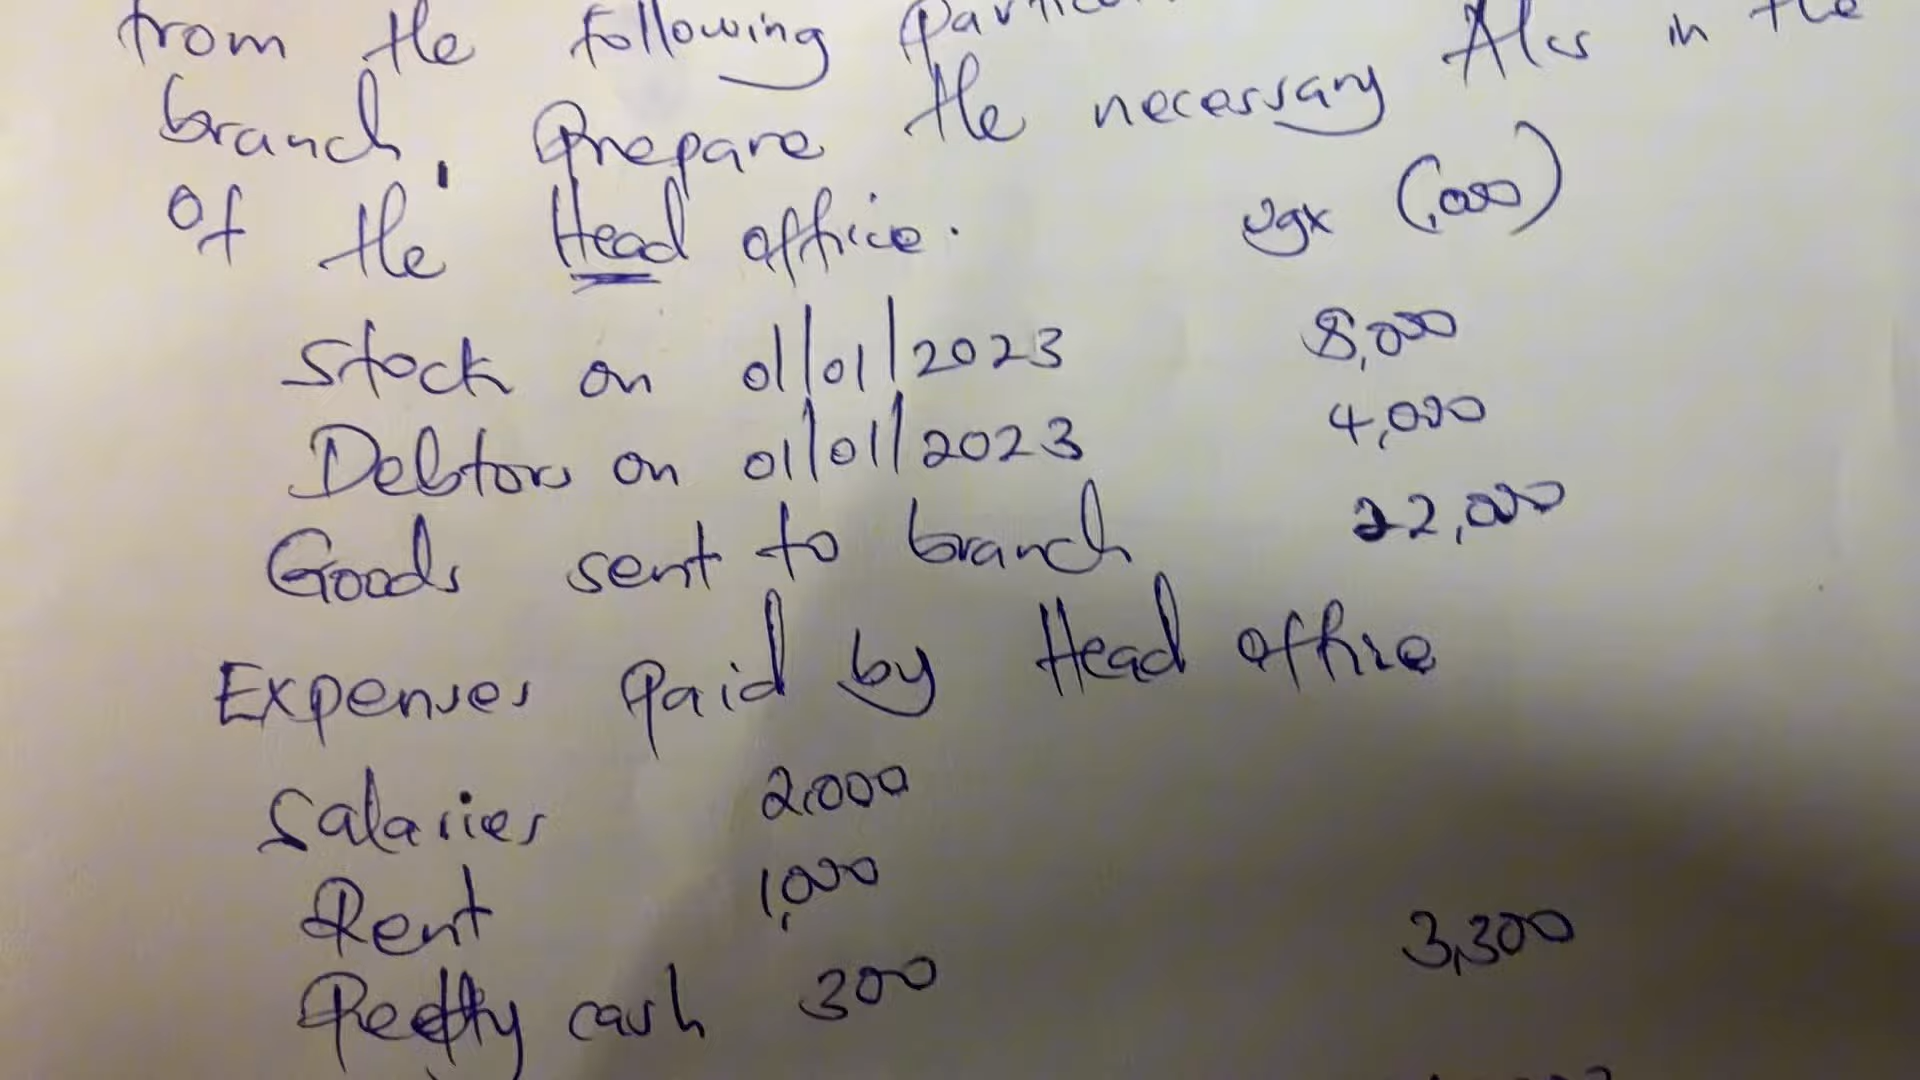 from the following
branch, Prepare the necessary A/cs in the
of the Head office.
ugx (,000)
Stock on 01/01/2023 8,000
Debtors on 01/01/2023 4,000
Goods sent to branch 22,000
Expenses paid by Head office
Salaries 2,000
Rent 1,000
Petty cash 300 3,300